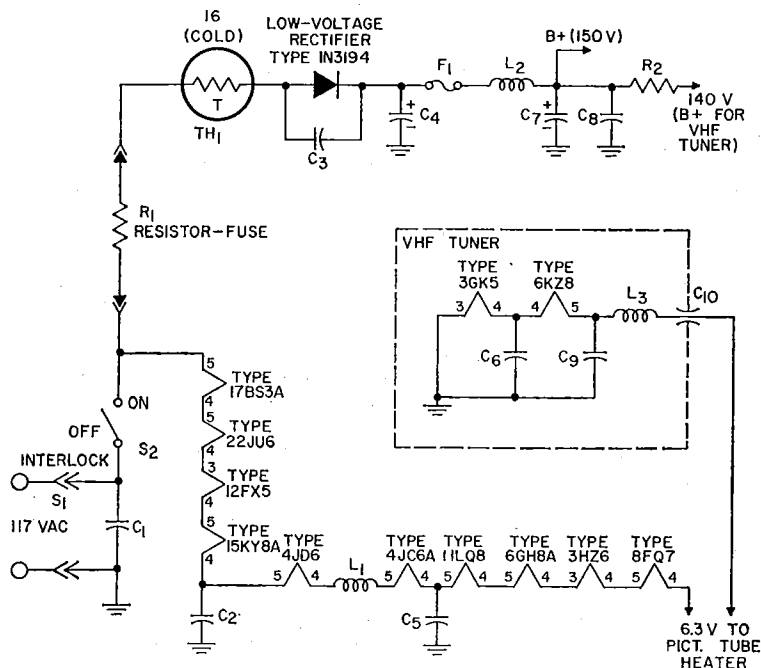 16
(COLD)
T
TH1
LOW-VOLTAGE
RECTIFIER
TYPE IN3194
C3
C4
+
-
F1
L2
B+ (150 V)
C7
+
-
C8
R2
140 V
(B+ FOR
VHF
TUNER)
R1
RESISTOR-FUSE
VHF TUNER
TYPE
3GK5
3 4
TYPE
6KZ8
4 5
L3
C10
C6
C9
ON
OFF
S2
INTERLOCK
S1
117 VAC
C1
5
TYPE
17BS3A
4
5
TYPE
22JU6
4
3
TYPE
12FX5
4
5
TYPE
15KY8A
4
C2
TYPE
4JD6
5 4
L1
TYPE
4JC6A
5 4
C5
TYPE
11LQ8
5 4
TYPE
6GH8A
5 4
TYPE
3HZ6
3 4
TYPE
8FQ7
5 4
6.3 V TO
PICT. TUBE
HEATER